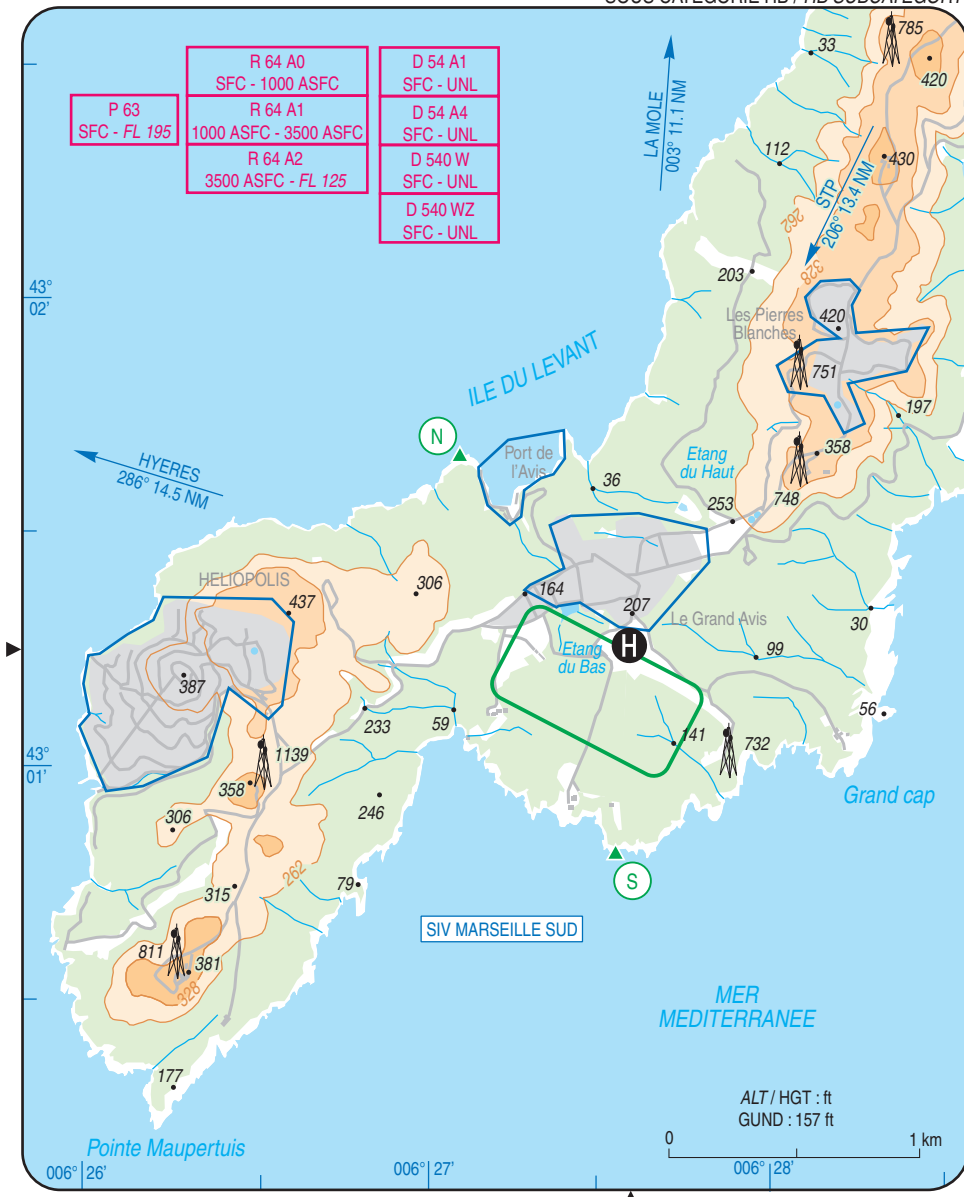 R 64 A0
SFC - 1000 ASFC
D 54 A1
SFC - UNL
P 63
SFC - FL 195
R 64 A1
1000 ASFC - 3500 ASFC
D 54 A4
SFC - UNL
R 64 A2
3500 ASFC - FL 125
D 540 W
SFC - UNL
D 540 WZ
SFC - UNL
LA MOLE
003° 11.1 NM
33
785
420
112
430
STP
206° 13.4 NM
262
328
203
43°
02'
Les Pierres
Blanches
420
751
ILE DU LEVANT
197
N
Port de
l'Avis
Etang
du Haut
358
HYERES
286° 14.5 NM
36
253
748
HELIOPOLIS
306
437
164
207
Le Grand Avis
30
H
Etang
du Bas
99
387
233
59
56
141
732
43°
01'
1139
358
246
Grand cap
306
262
79
S
315
SIV MARSEILLE SUD
811
381
328
MER
MEDITERRANEE
177
ALT / HGT : ft
GUND : 157 ft
0
1 km
Pointe Maupertuis
006°
26'
006°
27'
006°
28'